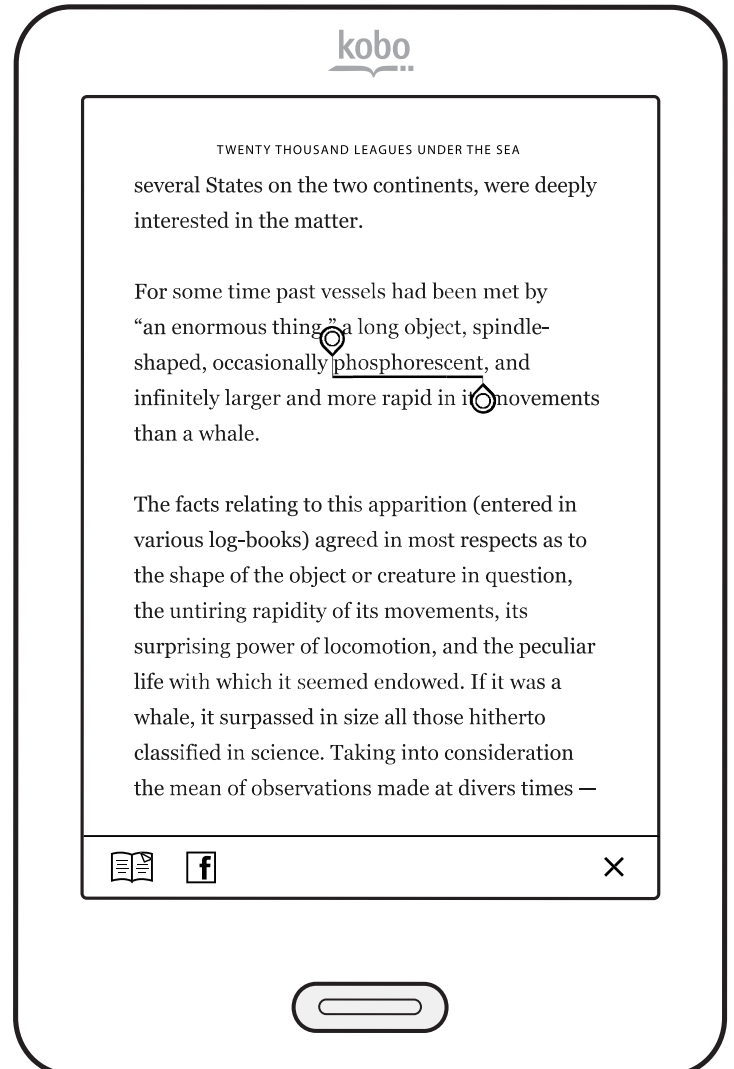 kobo
TWENTY THOUSAND LEAGUES UNDER THE SEA
several States on the two continents, were deeply
interested in the matter.
For some time past vessels had been met by
“an enormous thing,” a long object, spindle-
shaped, occasionally phosphorescent, and
infinitely larger and more rapid in its movements
than a whale.
The facts relating to this apparition (entered in
various log-books) agreed in most respects as to
the shape of the object or creature in question,
the untiring rapidity of its movements, its
surprising power of locomotion, and the peculiar
life with which it seemed endowed. If it was a
whale, it surpassed in size all those hitherto
classified in science. Taking into consideration
the mean of observations made at divers times —
f